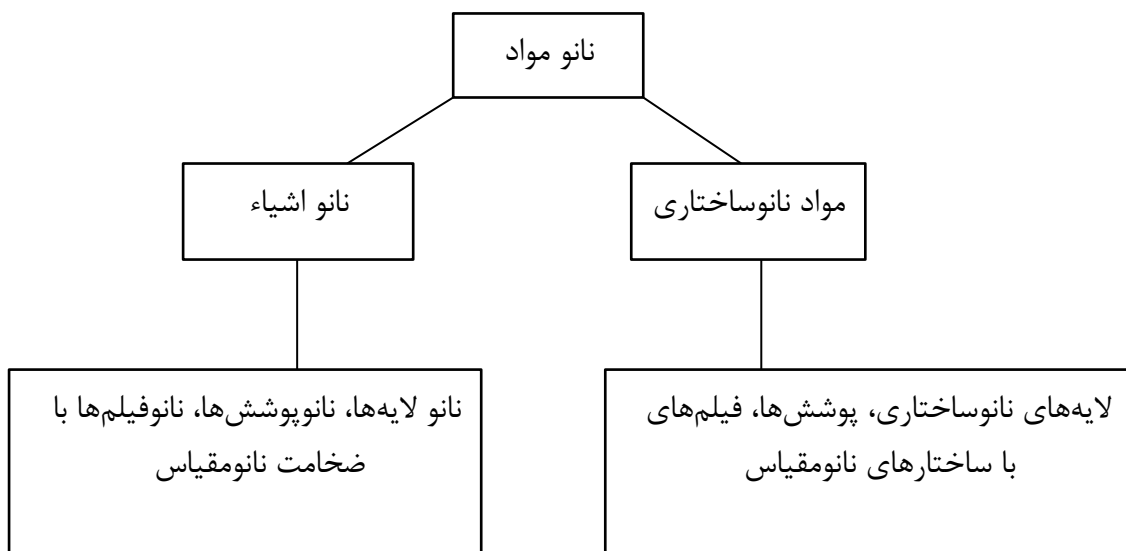 نانو مواد
مواد نانوساختاری
نانو اشیاء
لایه‌های نانوساختاری، پوشش‌ها، فیلم‌های
با ساختارهای نانومقیاس
نانو لایه‌ها، نانوپوشش‌ها، نانوفیلم‌ها با
ضخامت نانومقیاس